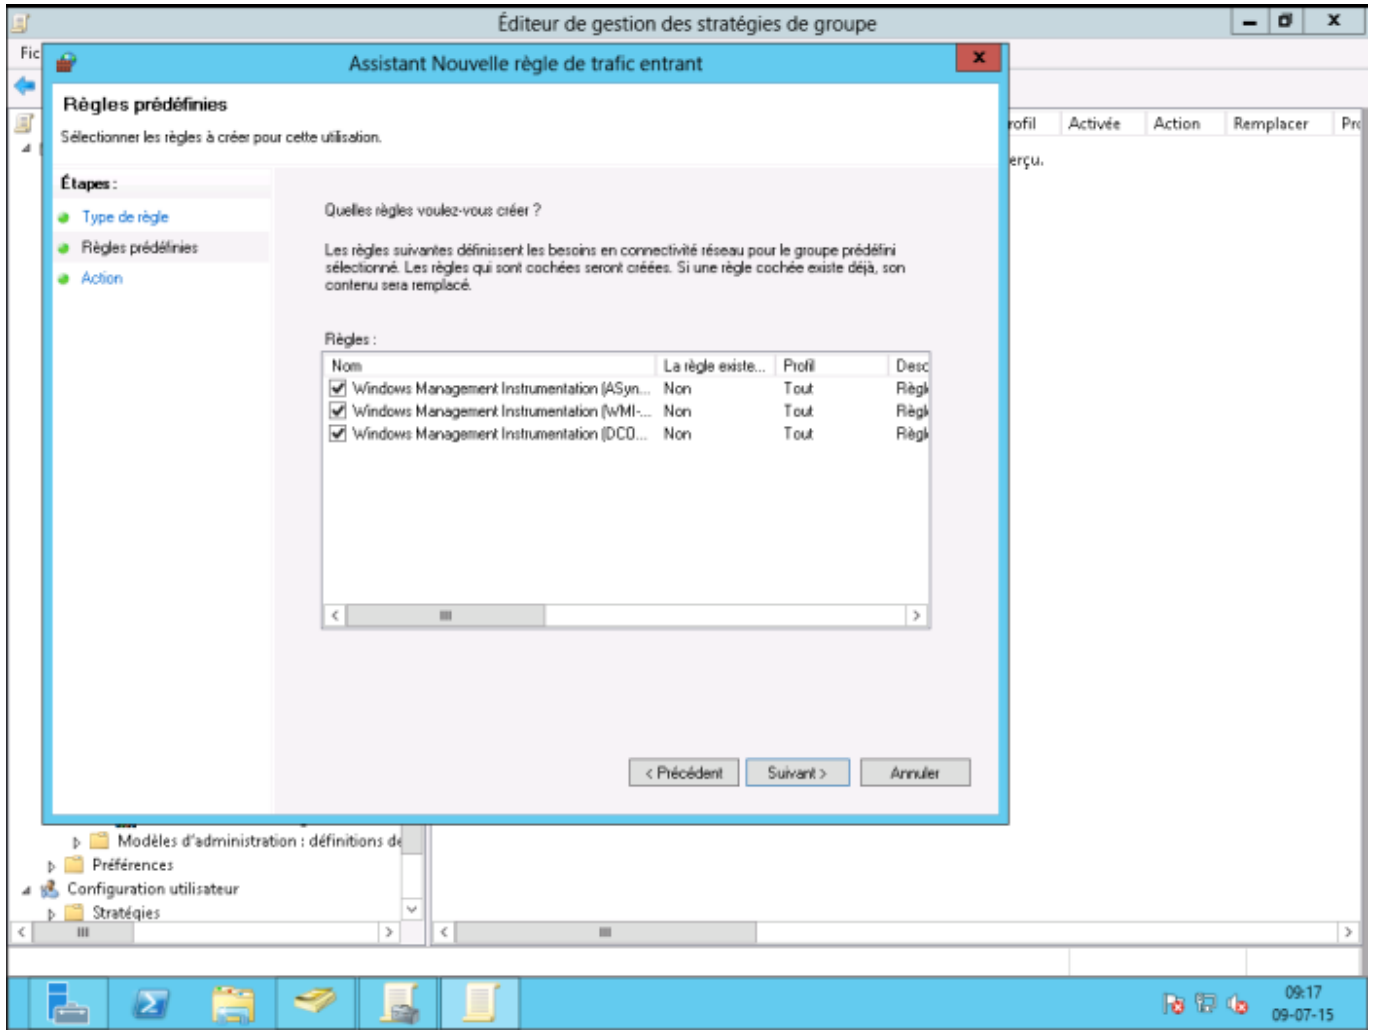 Éditeur de gestion des stratégies de groupe
Fic
Assistant Nouvelle règle de trafic entrant
Règles prédéfinies
Sélectionner les règles à créer pour cette utilisation.
rofil Activée Action Remplacer Pro
erçu.
Étapes :
Type de règle
Règles prédéfinies
Action
Quelles règles voulez-vous créer ?
Les règles suivantes définissent les besoins en connectivité réseau pour le groupe prédéfini
sélectionné. Les règles qui sont cochées seront créées. Si une règle cochée existe déjà, son
contenu sera remplacé.
Règles :
Nom La règle existe... Profil Desc
Windows Management Instrumentation (ASyn... Non Tout Règl
Windows Management Instrumentation (WMI-... Non Tout Règl
Windows Management Instrumentation (DCO... Non Tout Règl
< Précédent Suivant > Annuler
Modèles d'administration : définitions de
Préférences
Configuration utilisateur
Stratégies
09:17
09-07-15